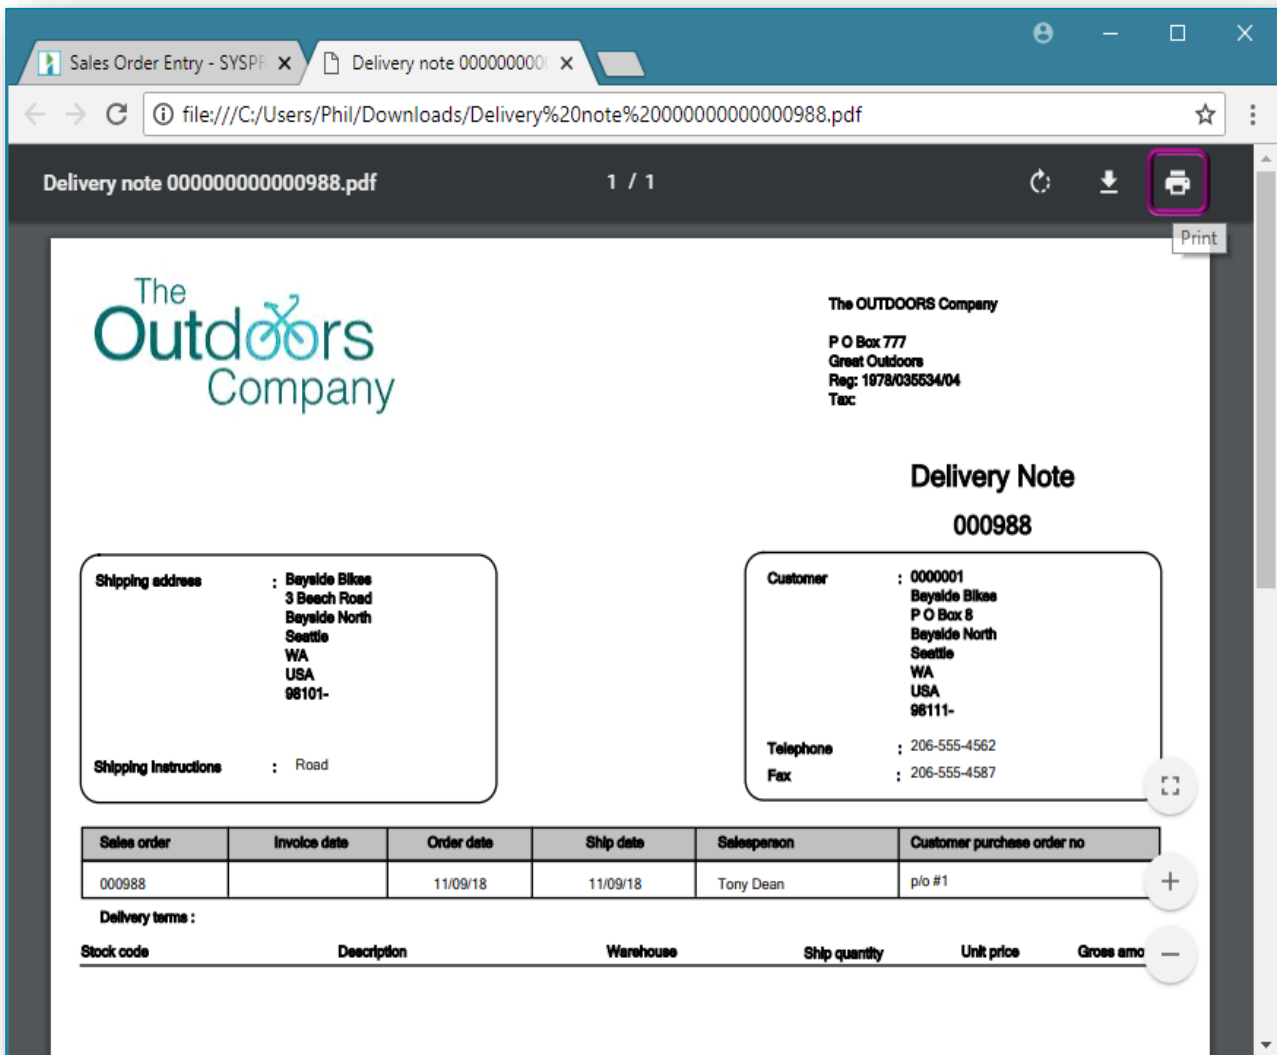 Sales Order Entry - SYSPR
Delivery note 000000000
file:///C:/Users/Phil/Downloads/Delivery%20note%20000000000000988.pdf
Delivery note 000000000000988.pdf
1 / 1
Print
The
Outdoors
Company
The OUTDOORS Company
P O Box 777
Great Outdoors
Reg: 1978/035534/04
Tax:
Delivery Note
000988
Shipping address : Bayside Bikes
3 Beach Road
Bayside North
Seattle
WA
USA
98101-
Shipping Instructions : Road
Customer : 0000001
Bayside Bikes
P O Box 8
Bayside North
Seattle
WA
USA
98111-
Telephone : 206-555-4562
Fax : 206-555-4587
Sales order Invoice date Order date Ship date Salesperson Customer purchase order no
000988 11/09/18 11/09/18 Tony Dean p/o #1
Delivery terms :
Stock code Description Warehouse Ship quantity Unit price Gross amo